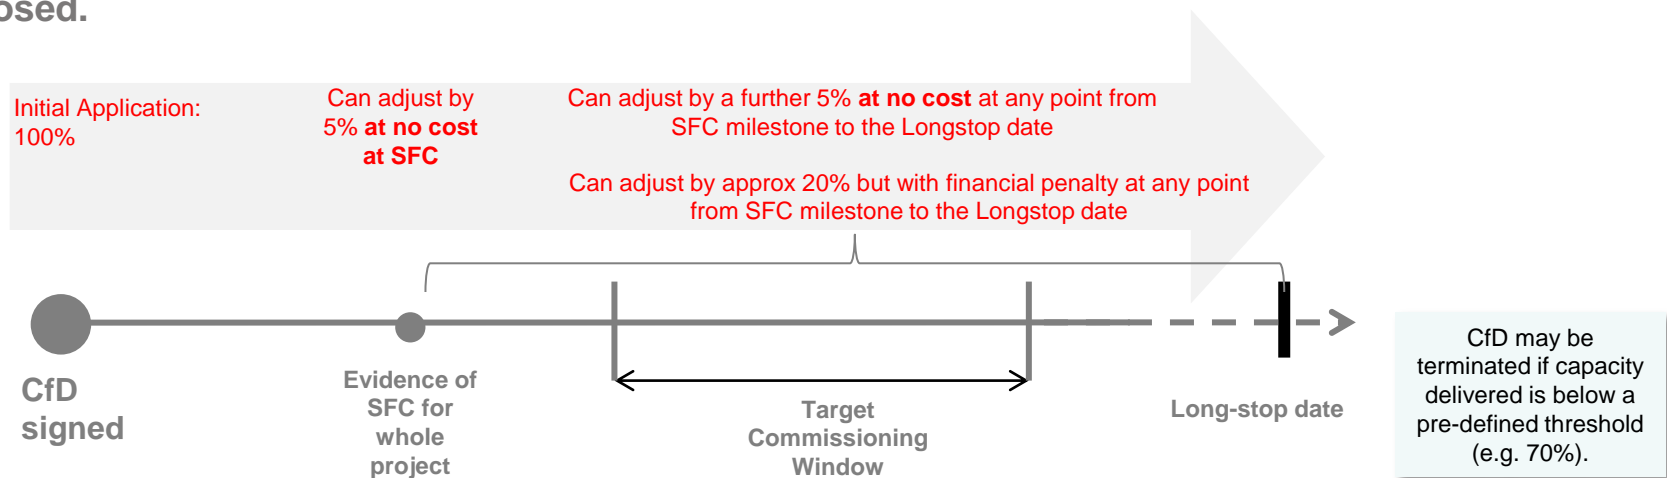 Initial Application:
100%
Can adjust by
5% at no cost
at SFC
Can adjust by a further 5% at no cost at any point from
SFC milestone to the Longstop date
Can adjust by approx 20% but with financial penalty at any point
from SFC milestone to the Longstop date
CfD
signed
Evidence of
SFC for
whole
project
Target
Commissioning
Window
Long-stop date
CfD may be
terminated if capacity
delivered is below a
pre-defined threshold
(e.g. 70%).